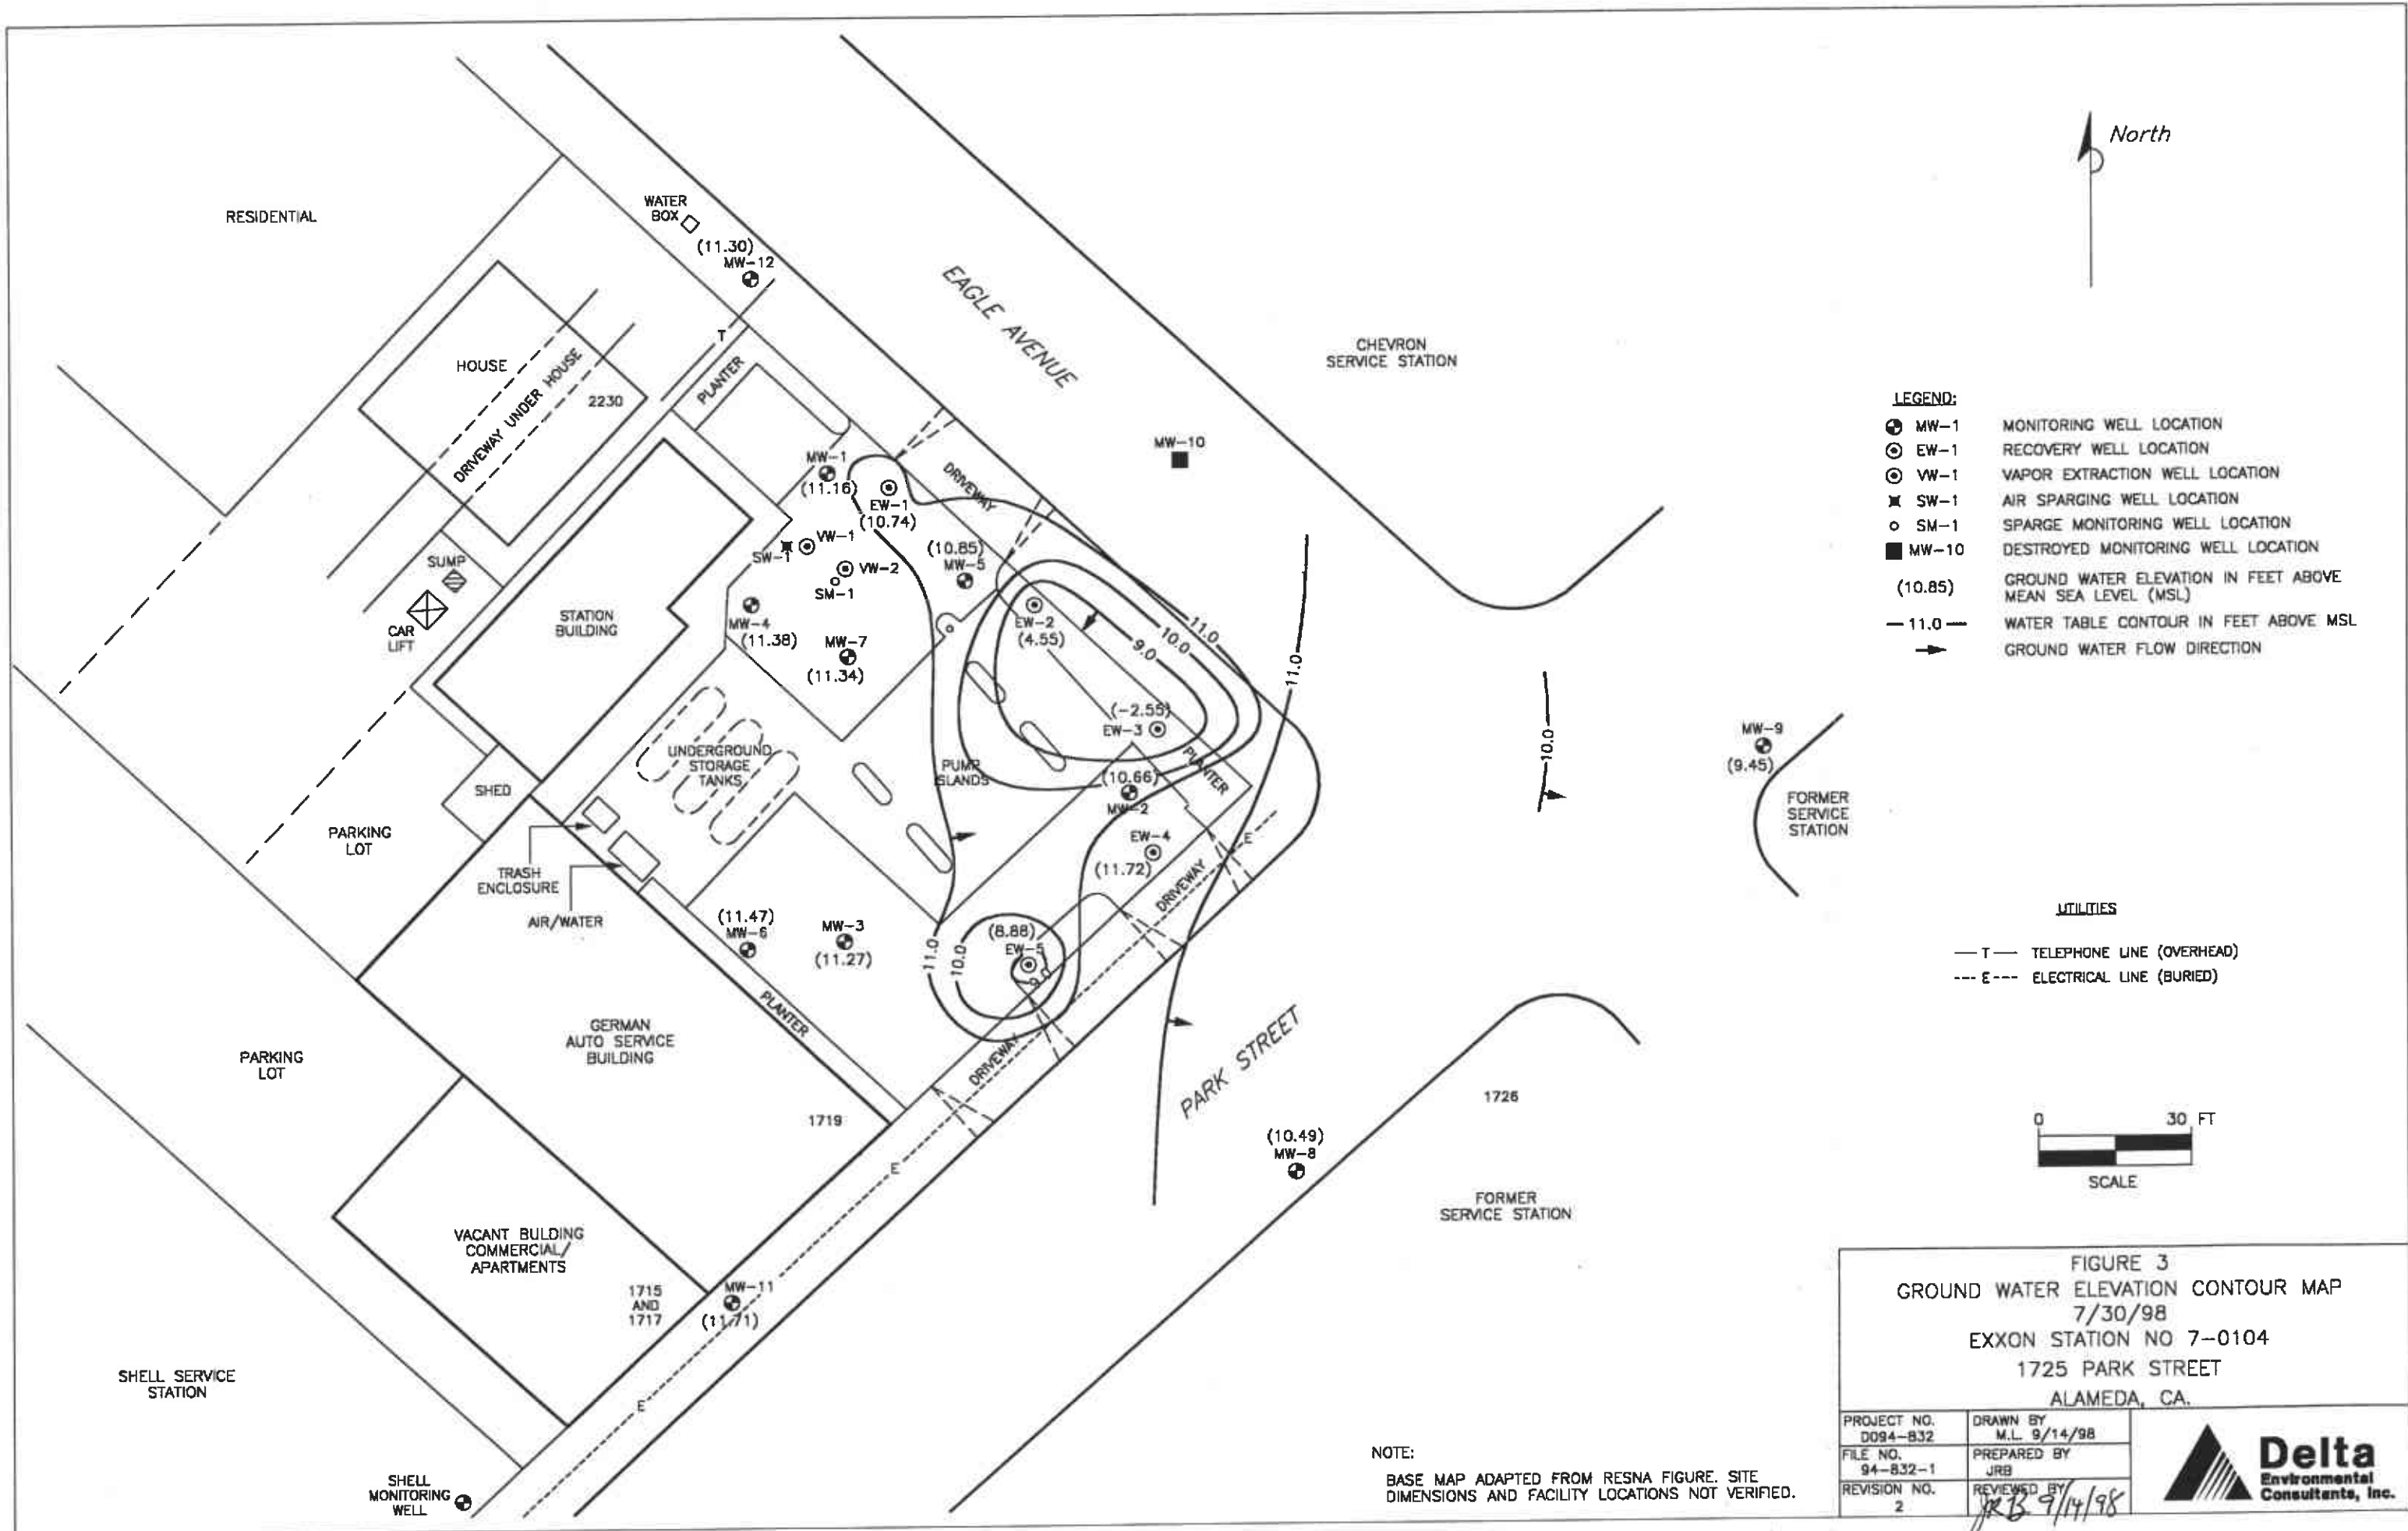 North
RESIDENTIAL
WATER
BOX
(11.30)
MW-12
EAGLE AVENUE
CHEVRON
SERVICE STATION
T
HOUSE
DRIVEWAY UNDER HOUSE
2230
PLANTER
MW-10
LEGEND:
MW-1 MONITORING WELL LOCATION
EW-1 RECOVERY WELL LOCATION
VW-1 VAPOR EXTRACTION WELL LOCATION
SW-1 AIR SPARGING WELL LOCATION
SM-1 SPARGE MONITORING WELL LOCATION
MW-10 DESTROYED MONITORING WELL LOCATION
(10.85) GROUND WATER ELEVATION IN FEET ABOVE
MEAN SEA LEVEL (MSL)
11.0 WATER TABLE CONTOUR IN FEET ABOVE MSL
GROUND WATER FLOW DIRECTION
MW-1
(11.16)
DRIVEWAY
EW-1
(10.74)
SW-1
VW-1
VW-2
SM-1
(10.85)
MW-5
SUMP
CAR
LIFT
STATION
BUILDING
MW-4
(11.38)
MW-7
(11.34)
EW-2
(4.55)
9.0
10.0
11.0
11.0
10.0
(-2.55)
EW-3
PLANTER
MW-9
(9.45)
FORMER
SERVICE
STATION
UNDERGROUND
STORAGE
TANKS
PUMP
ISLANDS
(10.66)
MW-2
SHED
PARKING
LOT
TRASH
ENCLOSURE
AIR/WATER
EW-4
(11.72)
E
DRIVEWAY
(11.47)
MW-6
MW-3
(11.27)
11.0
10.0
(8.88)
EW-5
9.0
UTILITIES
T TELEPHONE LINE (OVERHEAD)
--- E --- ELECTRICAL LINE (BURIED)
PLANTER
GERMAN
AUTO SERVICE
BUILDING
DRIVEWAY
PARK STREET
PARKING
LOT
1719
1726
0 30 FT
SCALE
(10.49)
MW-8
E
FORMER
SERVICE STATION
VACANT BULDING
COMMERCIAL/
APARTMENTS
1715
AND
1717
MW-11
(11.71)
E
SHELL SERVICE
STATION
SHELL
MONITORING
WELL
NOTE:
BASE MAP ADAPTED FROM RESNA FIGURE. SITE
DIMENSIONS AND FACILITY LOCATIONS NOT VERIFIED.
FIGURE 3
GROUND WATER ELEVATION CONTOUR MAP
7/30/98
EXXON STATION NO 7-0104
1725 PARK STREET
ALAMEDA, CA.
PROJECT NO.
D094-832
DRAWN BY
M.L. 9/14/98
FILE NO.
94-832-1
PREPARED BY
JRB
REVISION NO.
2
REVIEWED BY
JRB 9/14/98
Delta
Environmental
Consultants, Inc.